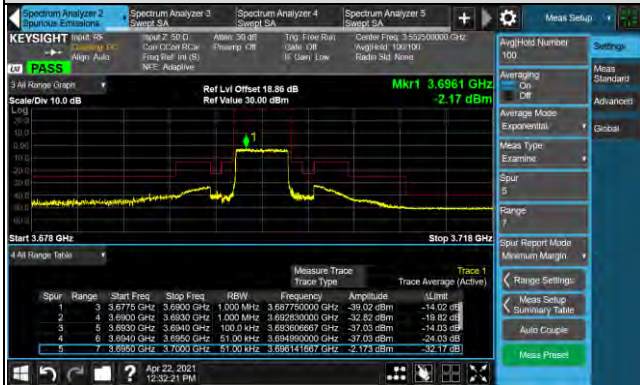 Spectrum Analyzer 2
Spurious Emissions
Spectrum Analyzer 3
Swept SA
Spectrum Analyzer 4
Swept SA
Spectrum Analyzer 5
Swept SA
Meas Setup
KEYSIGHT
Input: RF
Coupling: DC
Align: Auto
Input Z: 50 Ω
Corr CCorr RCal
Freq Ref: Int (S)
NFE: Adaptive
Atten: 30 dB
Preamp: Off
Trig: Free Run
Gate: Off
IF Gain: Low
Center Freq: 3.552500000 GHz
Avg|Hold: 100/100
Radio Std: None
PASS
3 All Range Graph
Scale/Div 10.0 dB
Ref Lvl Offset 18.86 dB
Ref Value 30.00 dBm
Mkr1 3.6961 GHz
-2.17 dBm
Log
1
Start 3.678 GHz
Stop 3.718 GHz
4 All Range Table
Measure Trace
Trace 1
Trace Type
Trace Average (Active)
Spur Range Start Freq Stop Freq RBW Frequency Amplitude ΔLimit
1 3 3.6775 GHz 3.6900 GHz 1.000 MHz 3.687750000 GHz -39.02 dBm -14.02 dB
2 4 3.6900 GHz 3.6930 GHz 1.000 MHz 3.692830000 GHz -32.82 dBm -19.82 dB
3 5 3.6930 GHz 3.6940 GHz 100.0 kHz 3.693606667 GHz -37.03 dBm -14.03 dB
4 6 3.6940 GHz 3.6950 GHz 51.00 kHz 3.694990000 GHz -37.03 dBm -24.03 dB
5 7 3.6950 GHz 3.7000 GHz 51.00 kHz 3.696141667 GHz -2.173 dBm -32.17 dB
Apr 22, 2021
12:32:21 PM
Avg|Hold Number
100
Averaging
On
Off
Average Mode
Exponential
Meas Type
Examine
Spur
5
Range
7
Spur Report Mode
Minimum Margin
Range Settings
Meas Setup
Summary Table
Auto Couple
Meas Preset
Settings
Meas
Standard
Advanced
Global